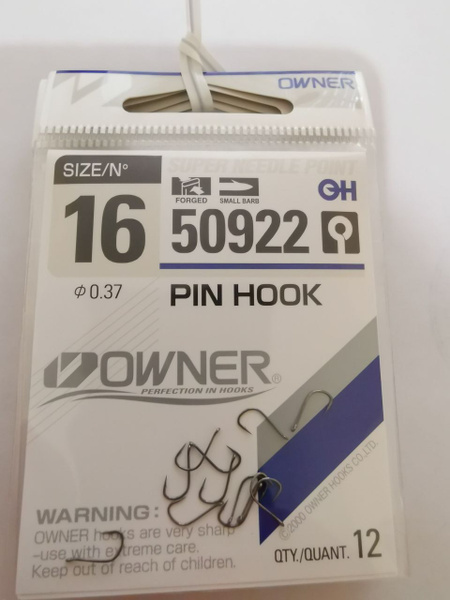 OWNER
SUPER NEEDLE POINT
SIZE/N°
16
FORGED
SMALL BARB
OH
50922
φ 0.37
PIN HOOK
OWNER®
PERFECTION IN HOOKS
WARNING:
OWNER hooks are very sharp
-use with extreme care.
Keep out of reach of children.
©2000 OWNER HOOKS CO.,LTD.
QTY./QUANT. 12